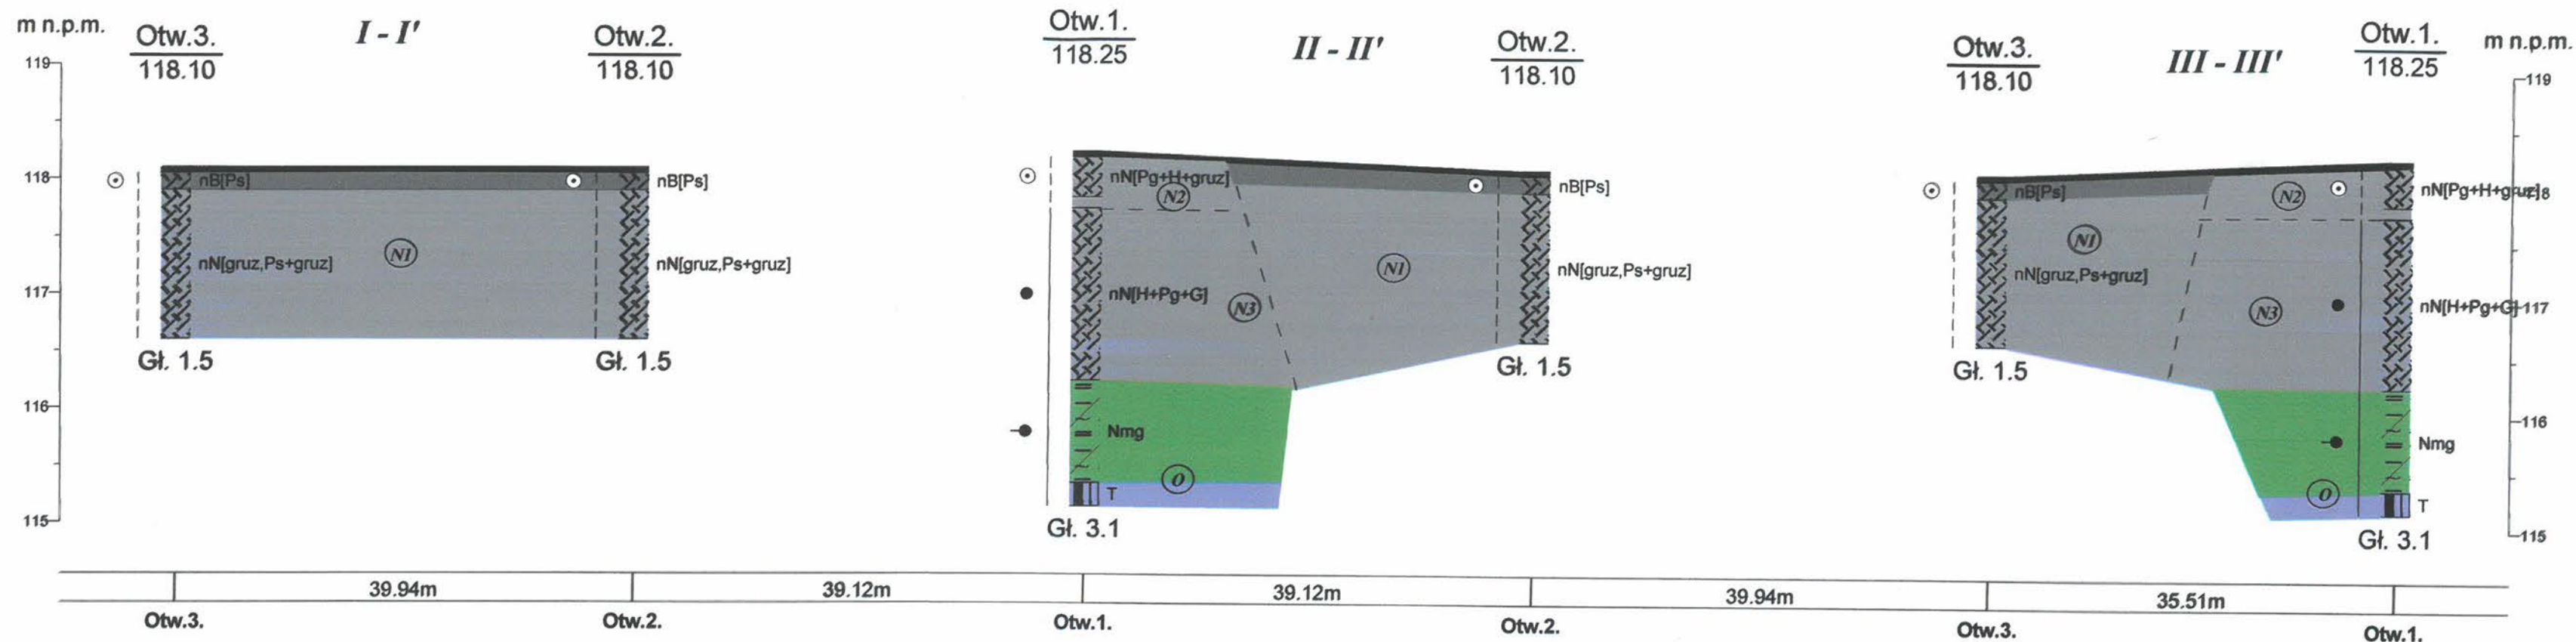 m n.p.m.
119
118
117
116
115
Otw.3.
118.10
I - I'
Otw.2.
118.10
nB[Ps]
nN[gruz,Ps+gruz]
N1
nB[Ps]
nN[gruz,Ps+gruz]
Gł. 1.5
Gł. 1.5
Otw.1.
118.25
II - II'
Otw.2.
118.10
nN[Pg+H+gruz]
N2
nN[H+Pg+G]
N3
N1
nB[Ps]
nN[gruz,Ps+gruz]
Gł. 1.5
Nmg
O
T
Gł. 3.1
Otw.3.
118.10
III - III'
Otw.1.
118.25
m n.p.m.
119
118
117
116
115
nB[Ps]
N1
nN[gruz,Ps+gruz]
Gł. 1.5
N2
nN[Pg+H+gruz]
N3
nN[H+Pg+G]
Nmg
O
T
Gł. 3.1
39.94m
39.12m
39.12m
39.94m
35.51m
Otw.3.
Otw.2.
Otw.1.
Otw.2.
Otw.3.
Otw.1.